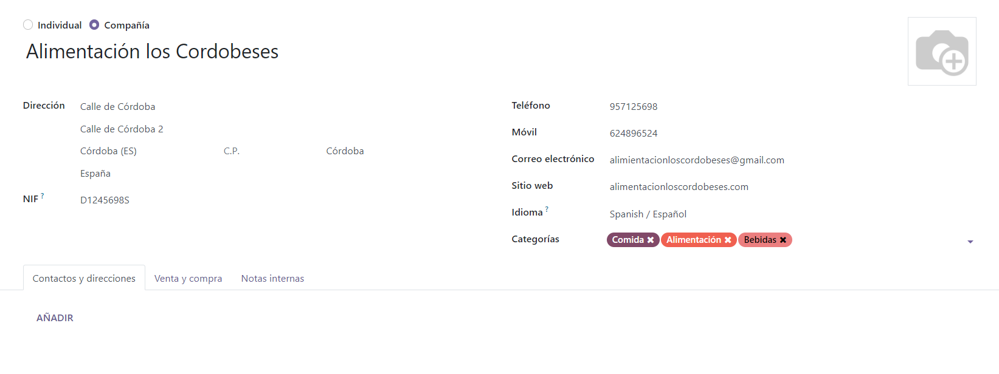 Individual Compañía
Alimentación los Cordobeses
Dirección Calle de Córdoba
Calle de Córdoba 2
Córdoba (ES) C.P. Córdoba
España
NIF ? D1245698S
Teléfono 957125698
Móvil 624896524
Correo electrónico alimientacionloscordobeses@gmail.com
Sitio web alimentacionloscordobeses.com
Idioma ? Spanish / Español
Categorías Comida Alimentación Bebidas
Contactos y direcciones Venta y compra Notas internas
AÑADIR